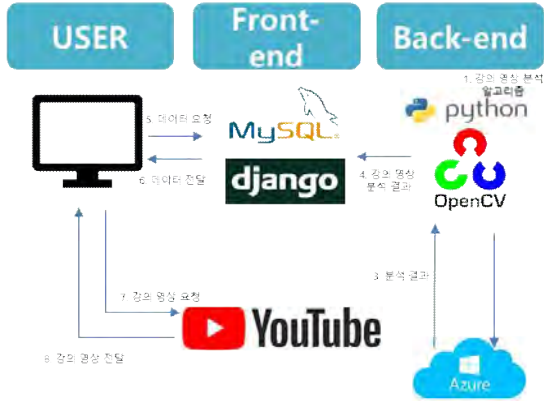 USER
Front-
end
Back-end
1. 강의 영상 분석
알고리즘
python
5. 데이터 요청
MySQL
6. 데이터 전달
django
4. 강의 영상
분석 결과
OpenCV
3. 분석 결과
7. 강의 영상 요청
YouTube
8. 강의 영상 전달
Azure